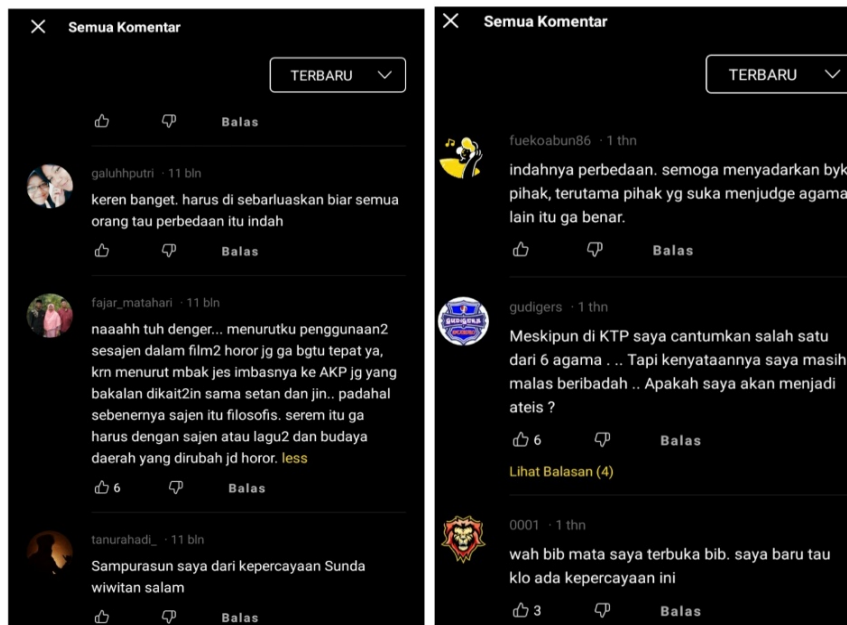 Semua Komentar
TERBARU
Balas
galuhhputri · 11 bln
keren banget. harus di sebarluaskan biar semua
orang tau perbedaan itu indah
Balas
fajar_matahari · 11 bln
naaahh tuh denger... menurutku penggunaan2
sesajen dalam film2 horor jg ga bgtu tepat ya,
krn menurut mbak jes imbasnya ke AKP jg yang
bakalan dikait2in sama setan dan jin.. padahal
sebenernya sajen itu filosofis. serem itu ga
harus dengan sajen atau lagu2 dan budaya
daerah yang dirubah jd horor. less
6
Balas
tanurahadi_ · 11 bln
Sampurasun saya dari kepercayaan Sunda
wiwitan salam
Balas
Semua Komentar
TERBARU
fuekoabun86 · 1 thn
indahnya perbedaan. semoga menyadarkan byk
pihak, terutama pihak yg suka menjudge agama
lain itu ga benar.
Balas
GUDIGERS
gudigers · 1 thn
Meskipun di KTP saya cantumkan salah satu
dari 6 agama . .. Tapi kenyataannya saya masih
malas beribadah .. Apakah saya akan menjadi
ateis ?
6
Balas
Lihat Balasan (4)
0001 · 1 thn
wah bib mata saya terbuka bib. saya baru tau
klo ada kepercayaan ini
3
Balas